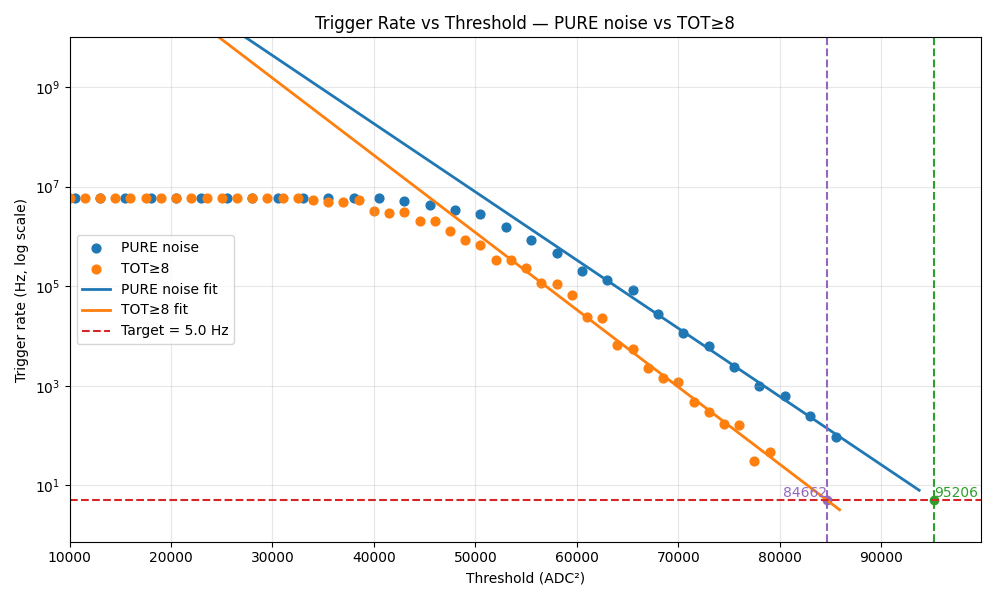 Trigger Rate vs Threshold — PURE noise vs TOT≥8
Trigger rate (Hz, log scale)
10⁹
10⁷
10⁵
10³
10¹
PURE noise
TOT≥8
PURE noise fit
TOT≥8 fit
Target = 5.0 Hz
84662
95206
10000 20000 30000 40000 50000 60000 70000 80000 90000
Threshold (ADC²)